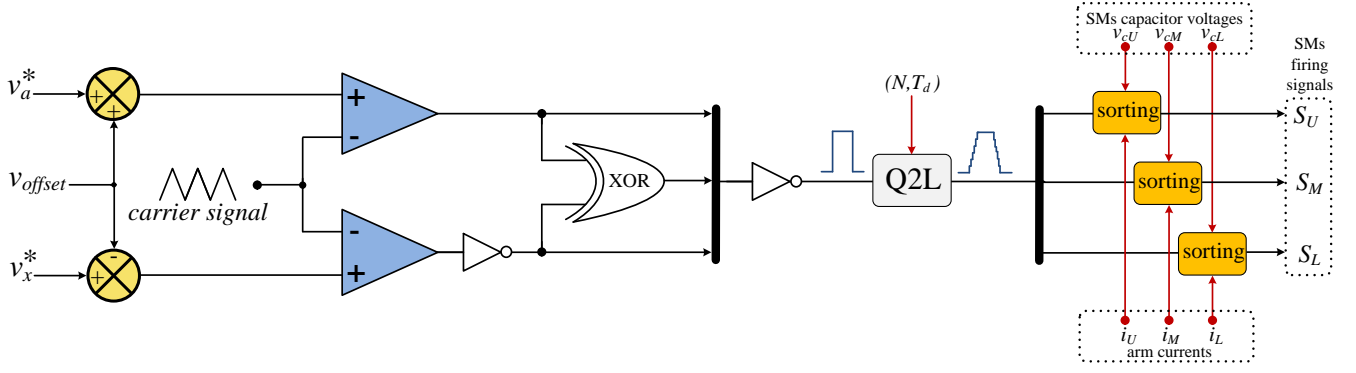 v_a*
+
+
v_offset
carrier signal
v_x*
-
+
+
-
-
+
XOR
(N,T_d)
Q2L
SMs capacitor voltages
v_cU v_cM v_cL
sorting
sorting
sorting
i_U i_M i_L
arm currents
SMs
firing
signals
S_U
S_M
S_L